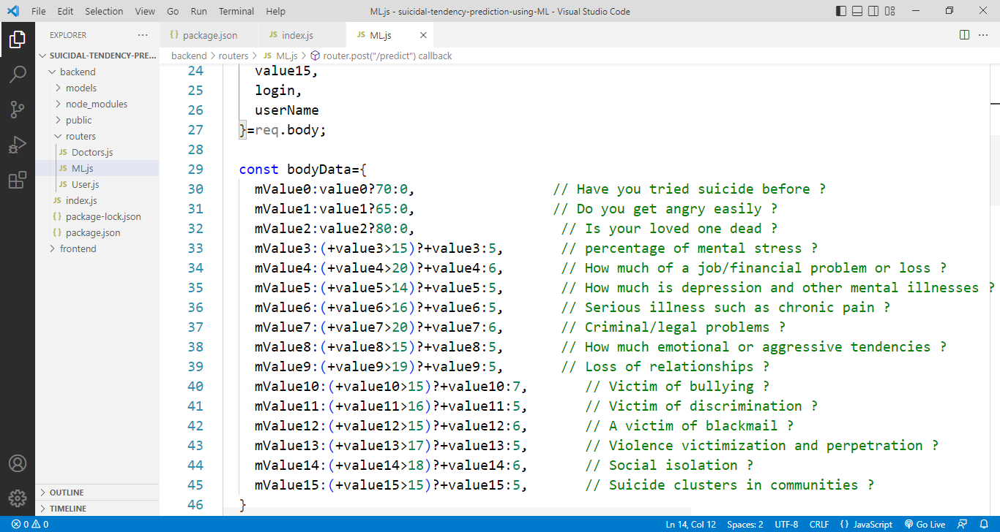 File Edit Selection View Go Run Terminal Help ML.js - suicidal-tendency-prediction-using-ML - Visual Studio Code
EXPLORER ···
{} package.json JS index.js JS ML.js ×
SUICIDAL-TENDENCY-PRE...
backend
models
node_modules
public
routers
JS Doctors.js
JS ML.js
JS User.js
JS index.js
{} package-lock.json
{} package.json
frontend
OUTLINE
TIMELINE
backend > routers > JS ML.js > router.post("/predict") callback
24 value15,
25 login,
26 userName
27 }=req.body;
28
29 const bodyData={
30 mValue0:value0?70:0, // Have you tried suicide before ?
31 mValue1:value1?65:0, // Do you get angry easily ?
32 mValue2:value2?80:0, // Is your loved one dead ?
33 mValue3:(+value3>15)?+value3:5, // percentage of mental stress ?
34 mValue4:(+value4>20)?+value4:6, // How much of a job/financial problem or loss ?
35 mValue5:(+value5>14)?+value5:5, // How much is depression and other mental illnesses ?
36 mValue6:(+value6>16)?+value6:5, // Serious illness such as chronic pain ?
37 mValue7:(+value7>20)?+value7:6, // Criminal/legal problems ?
38 mValue8:(+value8>15)?+value8:5, // How much emotional or aggressive tendencies ?
39 mValue9:(+value9>19)?+value9:5, // Loss of relationships ?
40 mValue10:(+value10>15)?+value10:7, // Victim of bullying ?
41 mValue11:(+value11>16)?+value11:5, // Victim of discrimination ?
42 mValue12:(+value12>15)?+value12:6, // A victim of blackmail ?
43 mValue13:(+value13>17)?+value13:5, // Violence victimization and perpetration ?
44 mValue14:(+value14>18)?+value14:6, // Social isolation ?
45 mValue15:(+value15>15)?+value15:5, // Suicide clusters in communities ?
46 }
0 0 Ln 14, Col 12 Spaces: 2 UTF-8 CRLF {} JavaScript Go Live